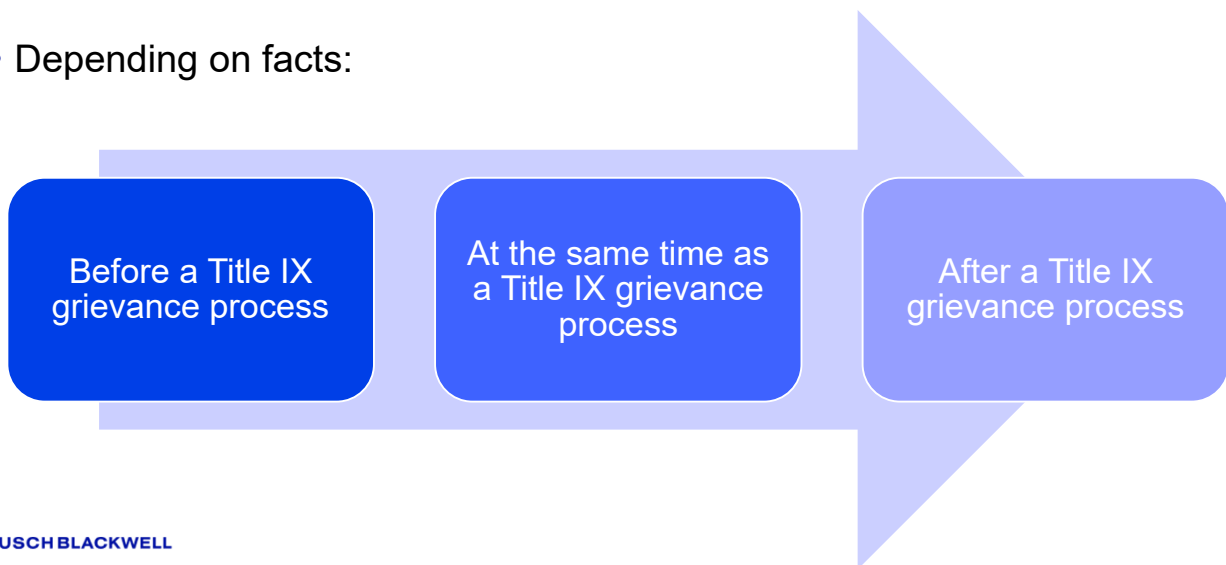 • Depending on facts:
Before a Title IX
grievance process
At the same time as
a Title IX grievance
process
After a Title IX
grievance process
USCH BLACKWELL